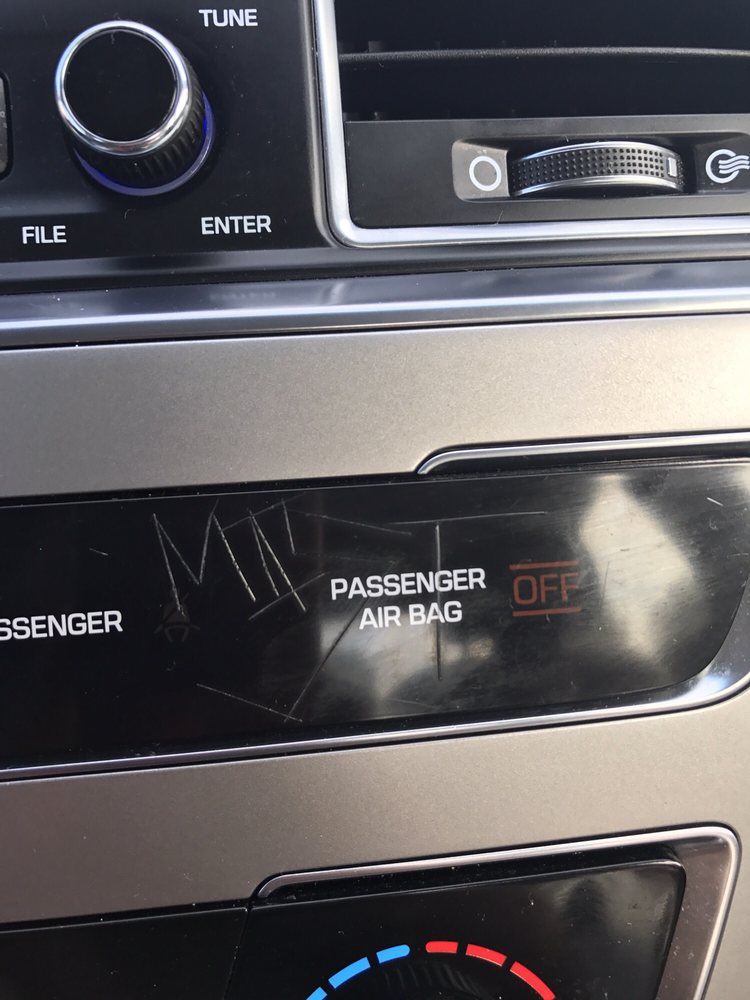 TUNE
FILE
ENTER
SSENGER
PASSENGER
AIR BAG
OFF